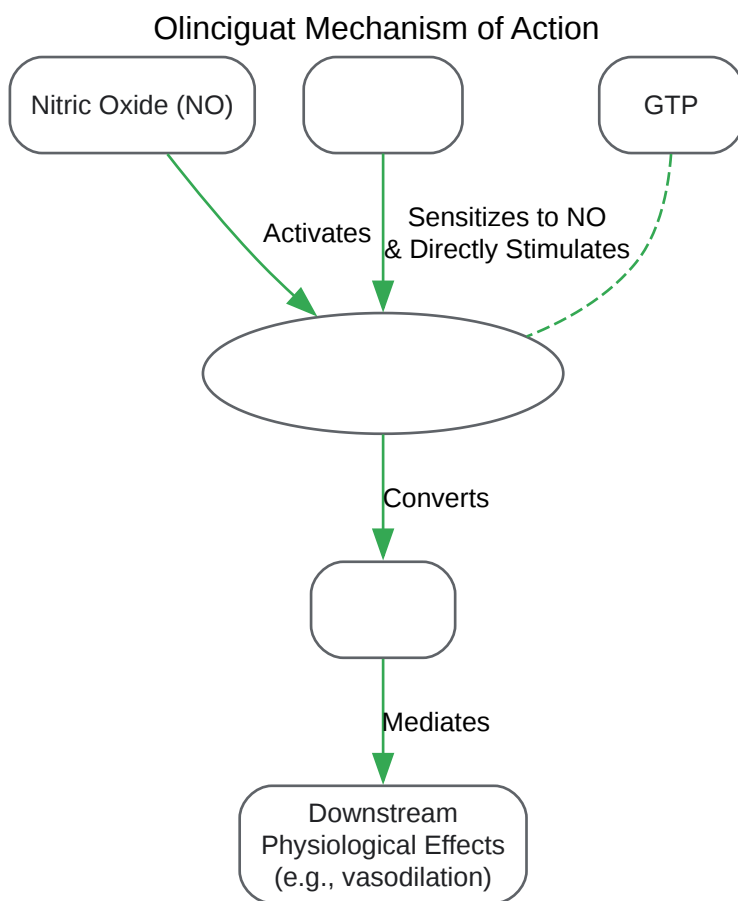 Olinciguat Mechanism of Action
Nitric Oxide (NO)
GTP
Activates
Sensitizes to NO
& Directly Stimulates
Converts
Mediates
Downstream
Physiological Effects
(e.g., vasodilation)